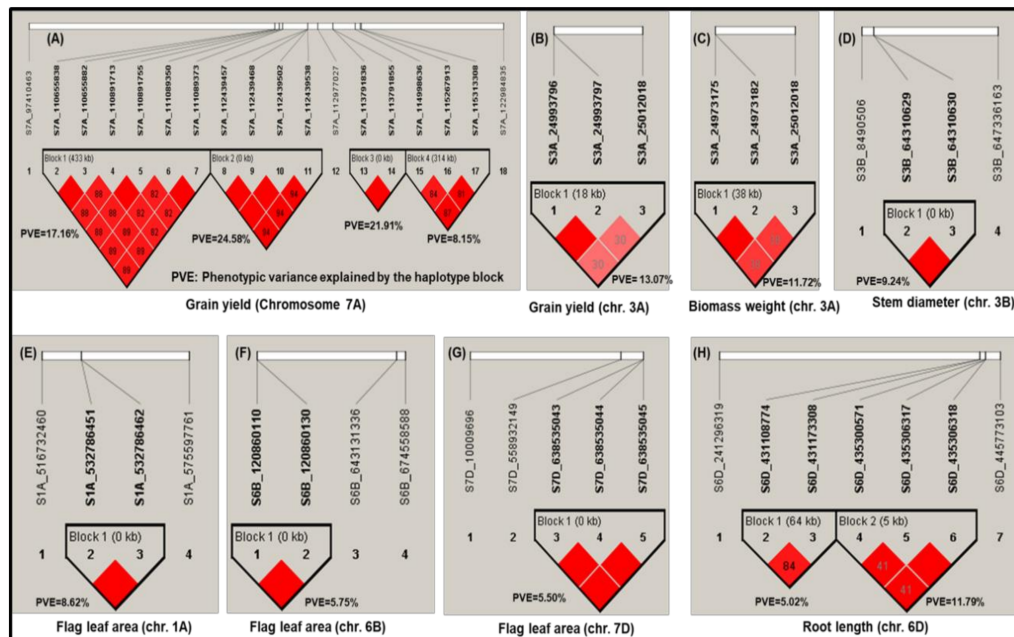 (A)
S7A_97410463
S7A_110655838
S7A_110655882
S7A_110891713
S7A_110891755
S7A_111089350
S7A_111089373
S7A_112439457
S7A_112439468
S7A_112439502
S7A_112439538
S7A_112977027
S7A_113791836
S7A_113791855
S7A_114998636
S7A_115267913
S7A_115313308
S7A_122984835
Block 1 (433 kb)
Block 2 (0 kb)
Block 3 (0 kb)
Block 4 (314 kb)
1 2 3 4 5 6 7 8 9 10 11 12 13 14 15 16 17 18
PVE=17.16%
PVE=24.58%
PVE=21.91%
PVE=8.15%
PVE: Phenotypic variance explained by the haplotype block
Grain yield (Chromosome 7A)
(B)
S3A_24993796
S3A_24993797
S3A_25012018
Block 1 (18 kb)
1 2 3
30
30
PVE= 13.07%
Grain yield (chr. 3A)
(C)
S3A_24973175
S3A_24973182
S3A_25012018
Block 1 (38 kb)
1 2 3
PVE=11.72%
Biomass weight (chr. 3A)
(D)
S3B_8490506
S3B_64310629
S3B_64310630
S3B_647336163
Block 1 (0 kb)
1 2 3 4
PVE=9.24%
Stem diameter (chr. 3B)
(E)
S1A_516732460
S1A_532786451
S1A_532786462
S1A_575597761
Block 1 (0 kb)
1 2 3 4
PVE=8.62%
Flag leaf area (chr. 1A)
(F)
S6B_120860110
S6B_120860130
S6B_643131336
S6B_674558588
Block 1 (0 kb)
1 2 3 4
PVE=5.75%
Flag leaf area (chr. 6B)
(G)
S7D_10009696
S7D_558932149
S7D_638535043
S7D_638535044
S7D_638535045
Block 1 (0 kb)
1 2 3 4 5
PVE=5.50%
Flag leaf area (chr. 7D)
(H)
S6D_241296319
S6D_431108774
S6D_431173308
S6D_435300571
S6D_435306317
S6D_435306318
S6D_445773103
Block 1 (64 kb)
Block 2 (5 kb)
1 2 3 4 5 6 7
84
41
41
PVE=5.02%
PVE=11.79%
Root length (chr. 6D)